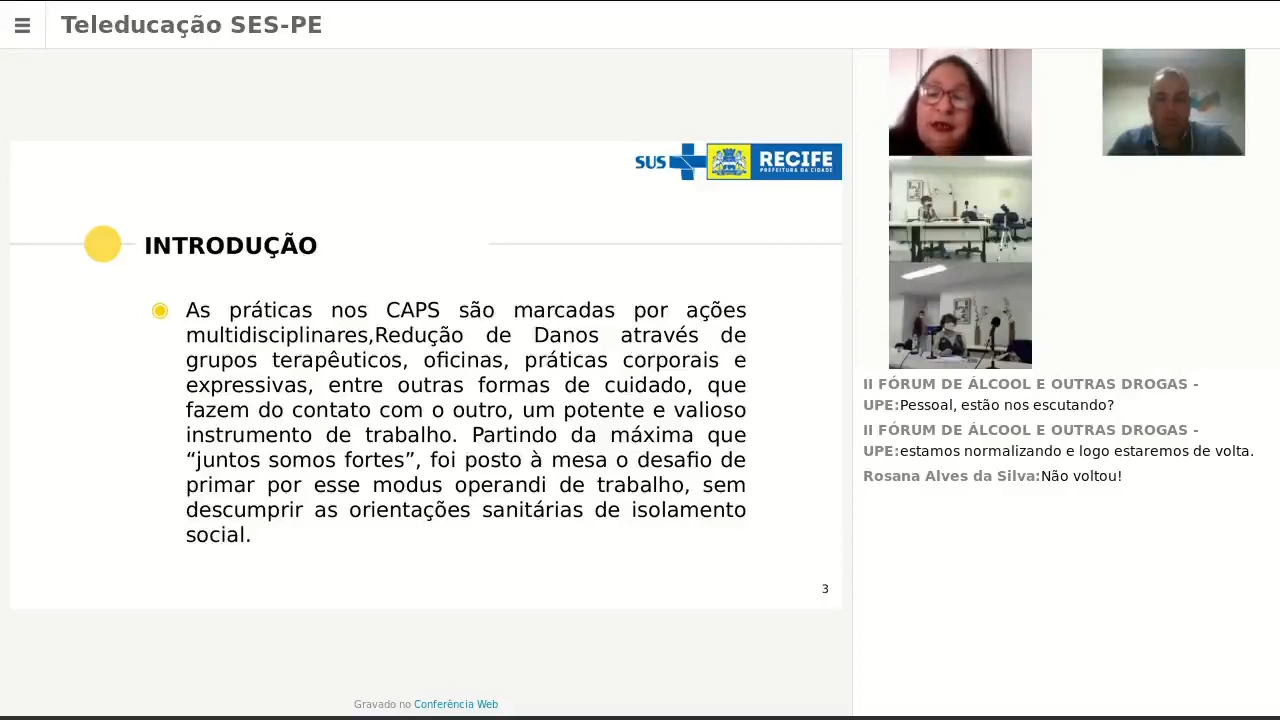 Teleducação SES-PE
SUS
RECIFE
PREFEITURA DA CIDADE
INTRODUÇÃO
As práticas nos CAPS são marcadas por ações
multidisciplinares,Redução de Danos através de
grupos terapêuticos, oficinas, práticas corporais e
expressivas, entre outras formas de cuidado, que
fazem do contato com o outro, um potente e valioso
instrumento de trabalho. Partindo da máxima que
“juntos somos fortes”, foi posto à mesa o desafio de
primar por esse modus operandi de trabalho, sem
descumprir as orientações sanitárias de isolamento
social.
3
II FÓRUM DE ÁLCOOL E OUTRAS DROGAS -
UPE:Pessoal, estão nos escutando?
II FÓRUM DE ÁLCOOL E OUTRAS DROGAS -
UPE:estamos normalizando e logo estaremos de volta.
Rosana Alves da Silva:Não voltou!
Gravado no Conferência Web